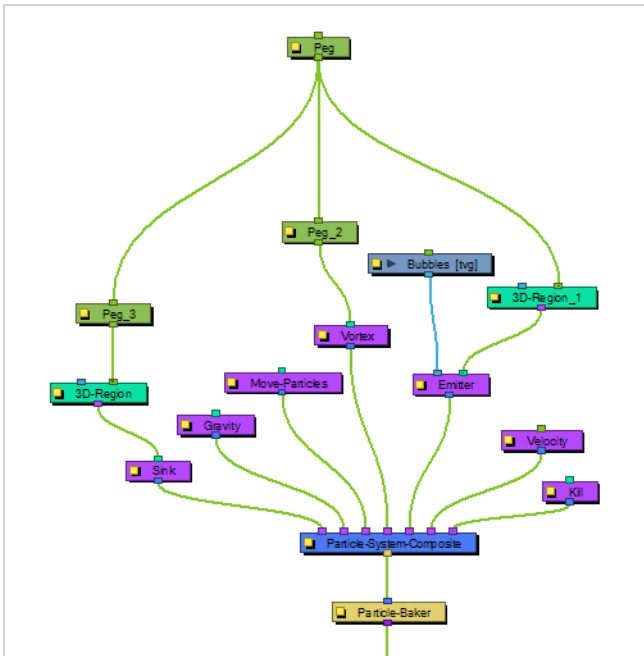 Peg
Peg_2
Bubbles [tvg]
3D-Region_1
Peg_3
Vortex
Move-Particles
Emitter
3D-Region
Gravity
Velocity
Sink
Kill
Particle-System-Composite
Particle-Baker